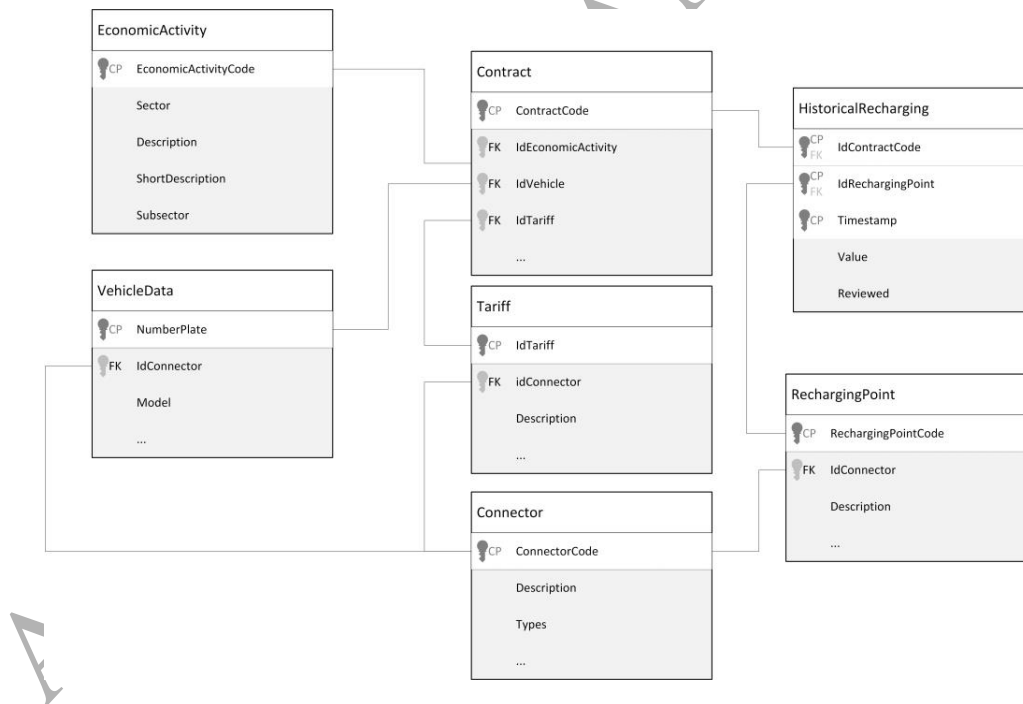 EconomicActivity
CP EconomicActivityCode
Sector
Description
ShortDescription
Subsector
VehicleData
CP NumberPlate
FK IdConnector
Model
...
Contract
CP ContractCode
FK IdEconomicActivity
FK IdVehicle
FK IdTariff
...
Tariff
CP IdTariff
FK idConnector
Description
...
Connector
CP ConnectorCode
Description
Types
...
HistoricalRecharging
CP
FK IdContractCode
CP
FK IdRechargingPoint
CP Timestamp
Value
Reviewed
RechargingPoint
CP RechargingPointCode
FK IdConnector
Description
...